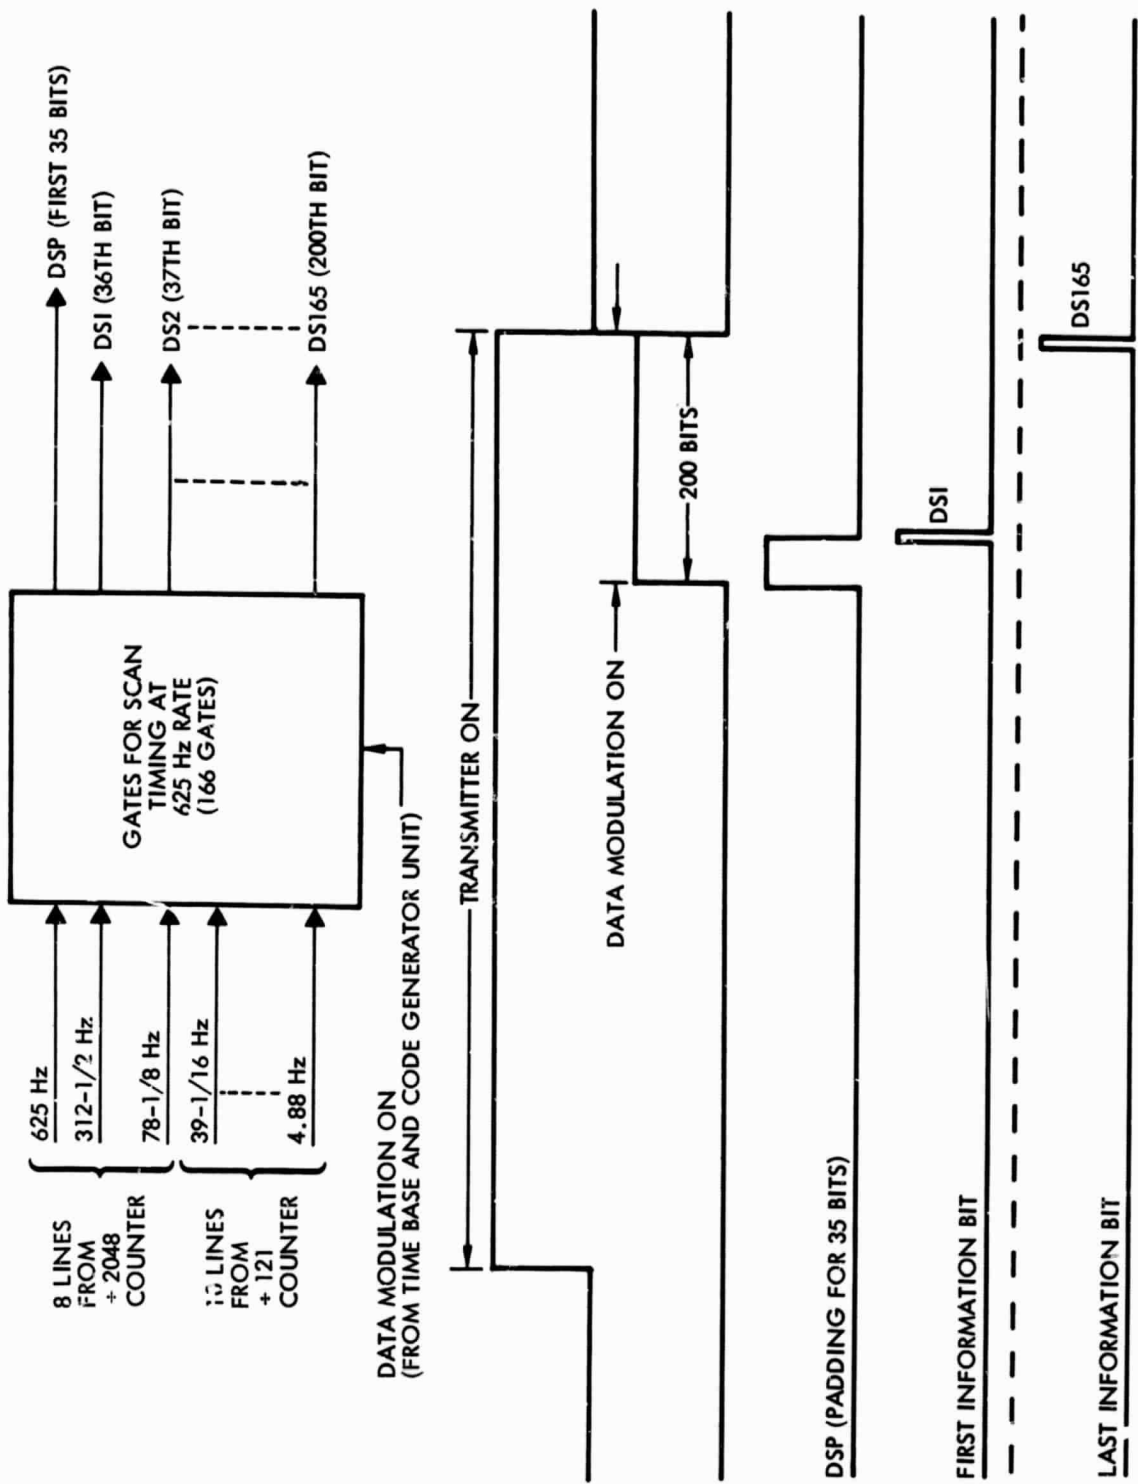 8 LINES
FROM
÷ 2048
COUNTER
625 Hz
312-1/2 Hz
78-1/8 Hz
LINES
FROM
÷ 121
COUNTER
39-1/16 Hz
4.88 Hz
DATA MODULATION ON
(FROM TIME BASE AND CODE GENERATOR UNIT)
GATES FOR SCAN
TIMING AT
625 Hz RATE
(166 GATES)
DSP (FIRST 35 BITS)
DS1 (36TH BIT)
DS2 (37TH BIT)
DS165 (200TH BIT)
TRANSMITTER ON
DATA MODULATION ON
200 BITS
DSP (PADDING FOR 35 BITS)
FIRST INFORMATION BIT
DS1
LAST INFORMATION BIT
DS165